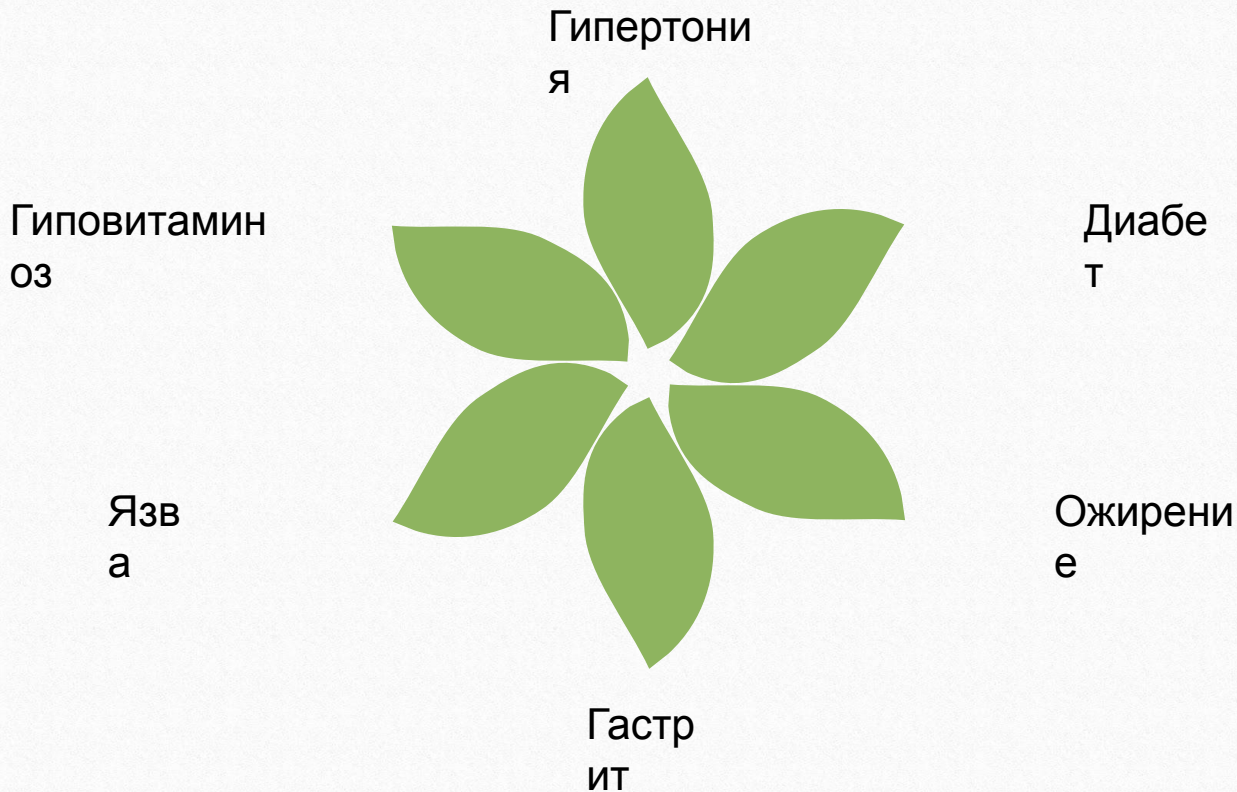 Гипертони
я
Гиповитамин
оз
Диабе
т
Язв
а
Ожирени
е
Гастр
ит